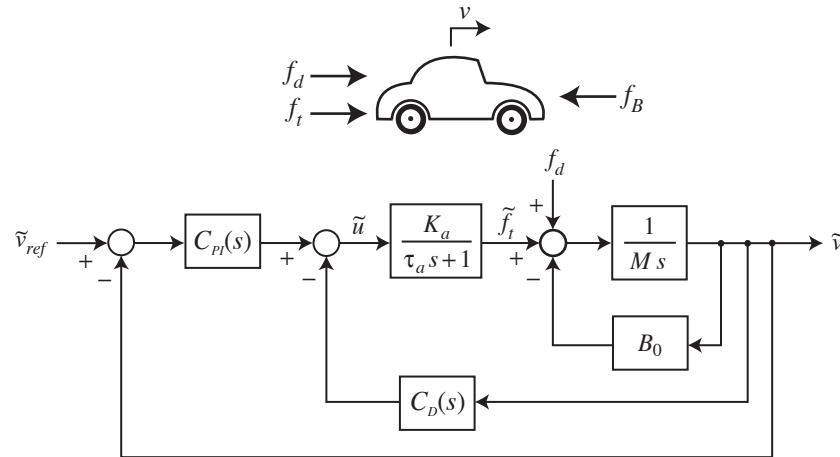 v
f_d
f_t
f_B
f_d
ṽ_ref
+
−
C_PI(s)
+
−
ũ
K_a
τ_a s + 1
f̃_t
+
+
−
1
M s
ṽ
B_0
C_D(s)